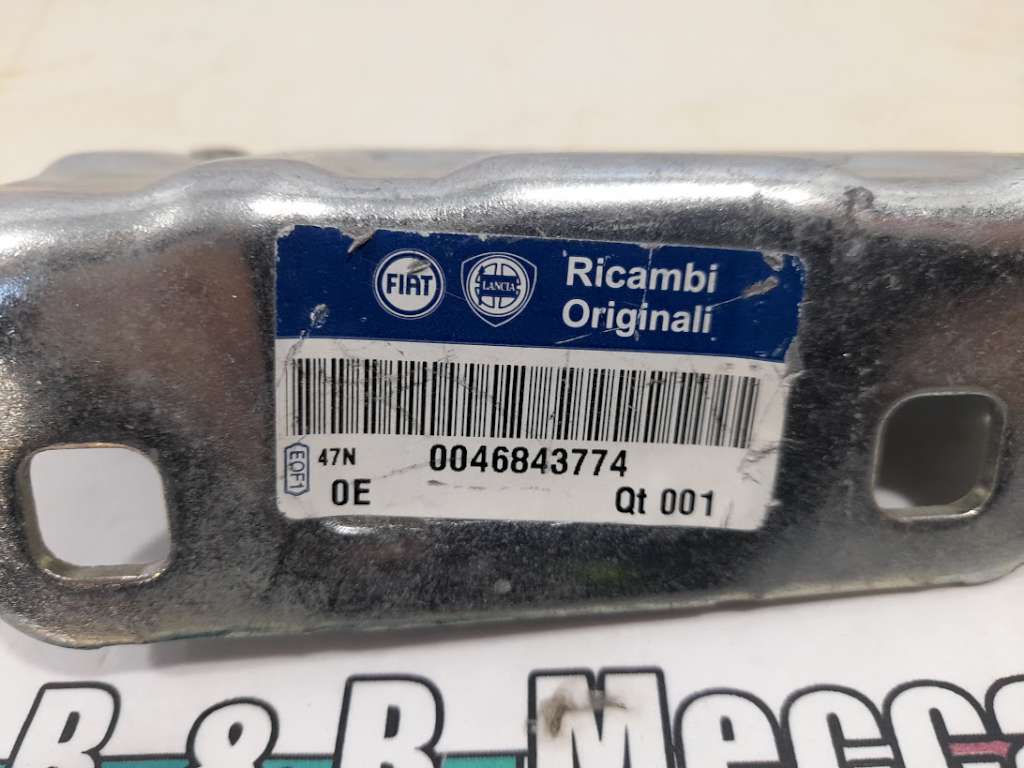 FIAT
LANCIA
Ricambi
Originali
EQF1
47N
0046843774
0E
Qt 001
&